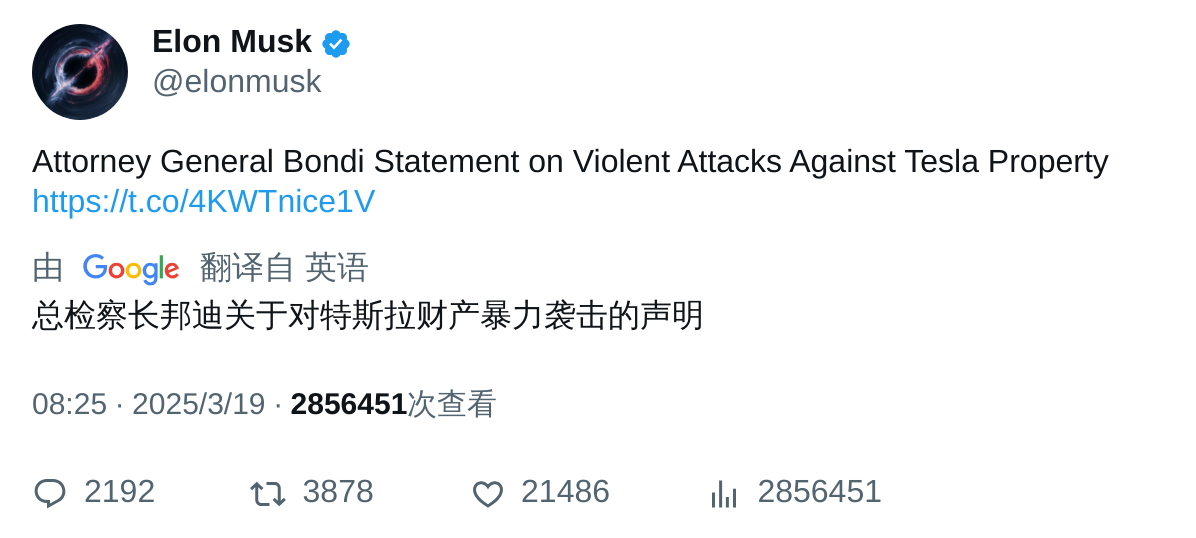 Elon Musk
@elonmusk
Attorney General Bondi Statement on Violent Attacks Against Tesla Property
https://t.co/4KWTnice1V
由 Google 翻译自 英语
总检察长邦迪关于对特斯拉财产暴力袭击的声明
08:25 · 2025/3/19 · 2856451次查看
2192 3878 21486 2856451